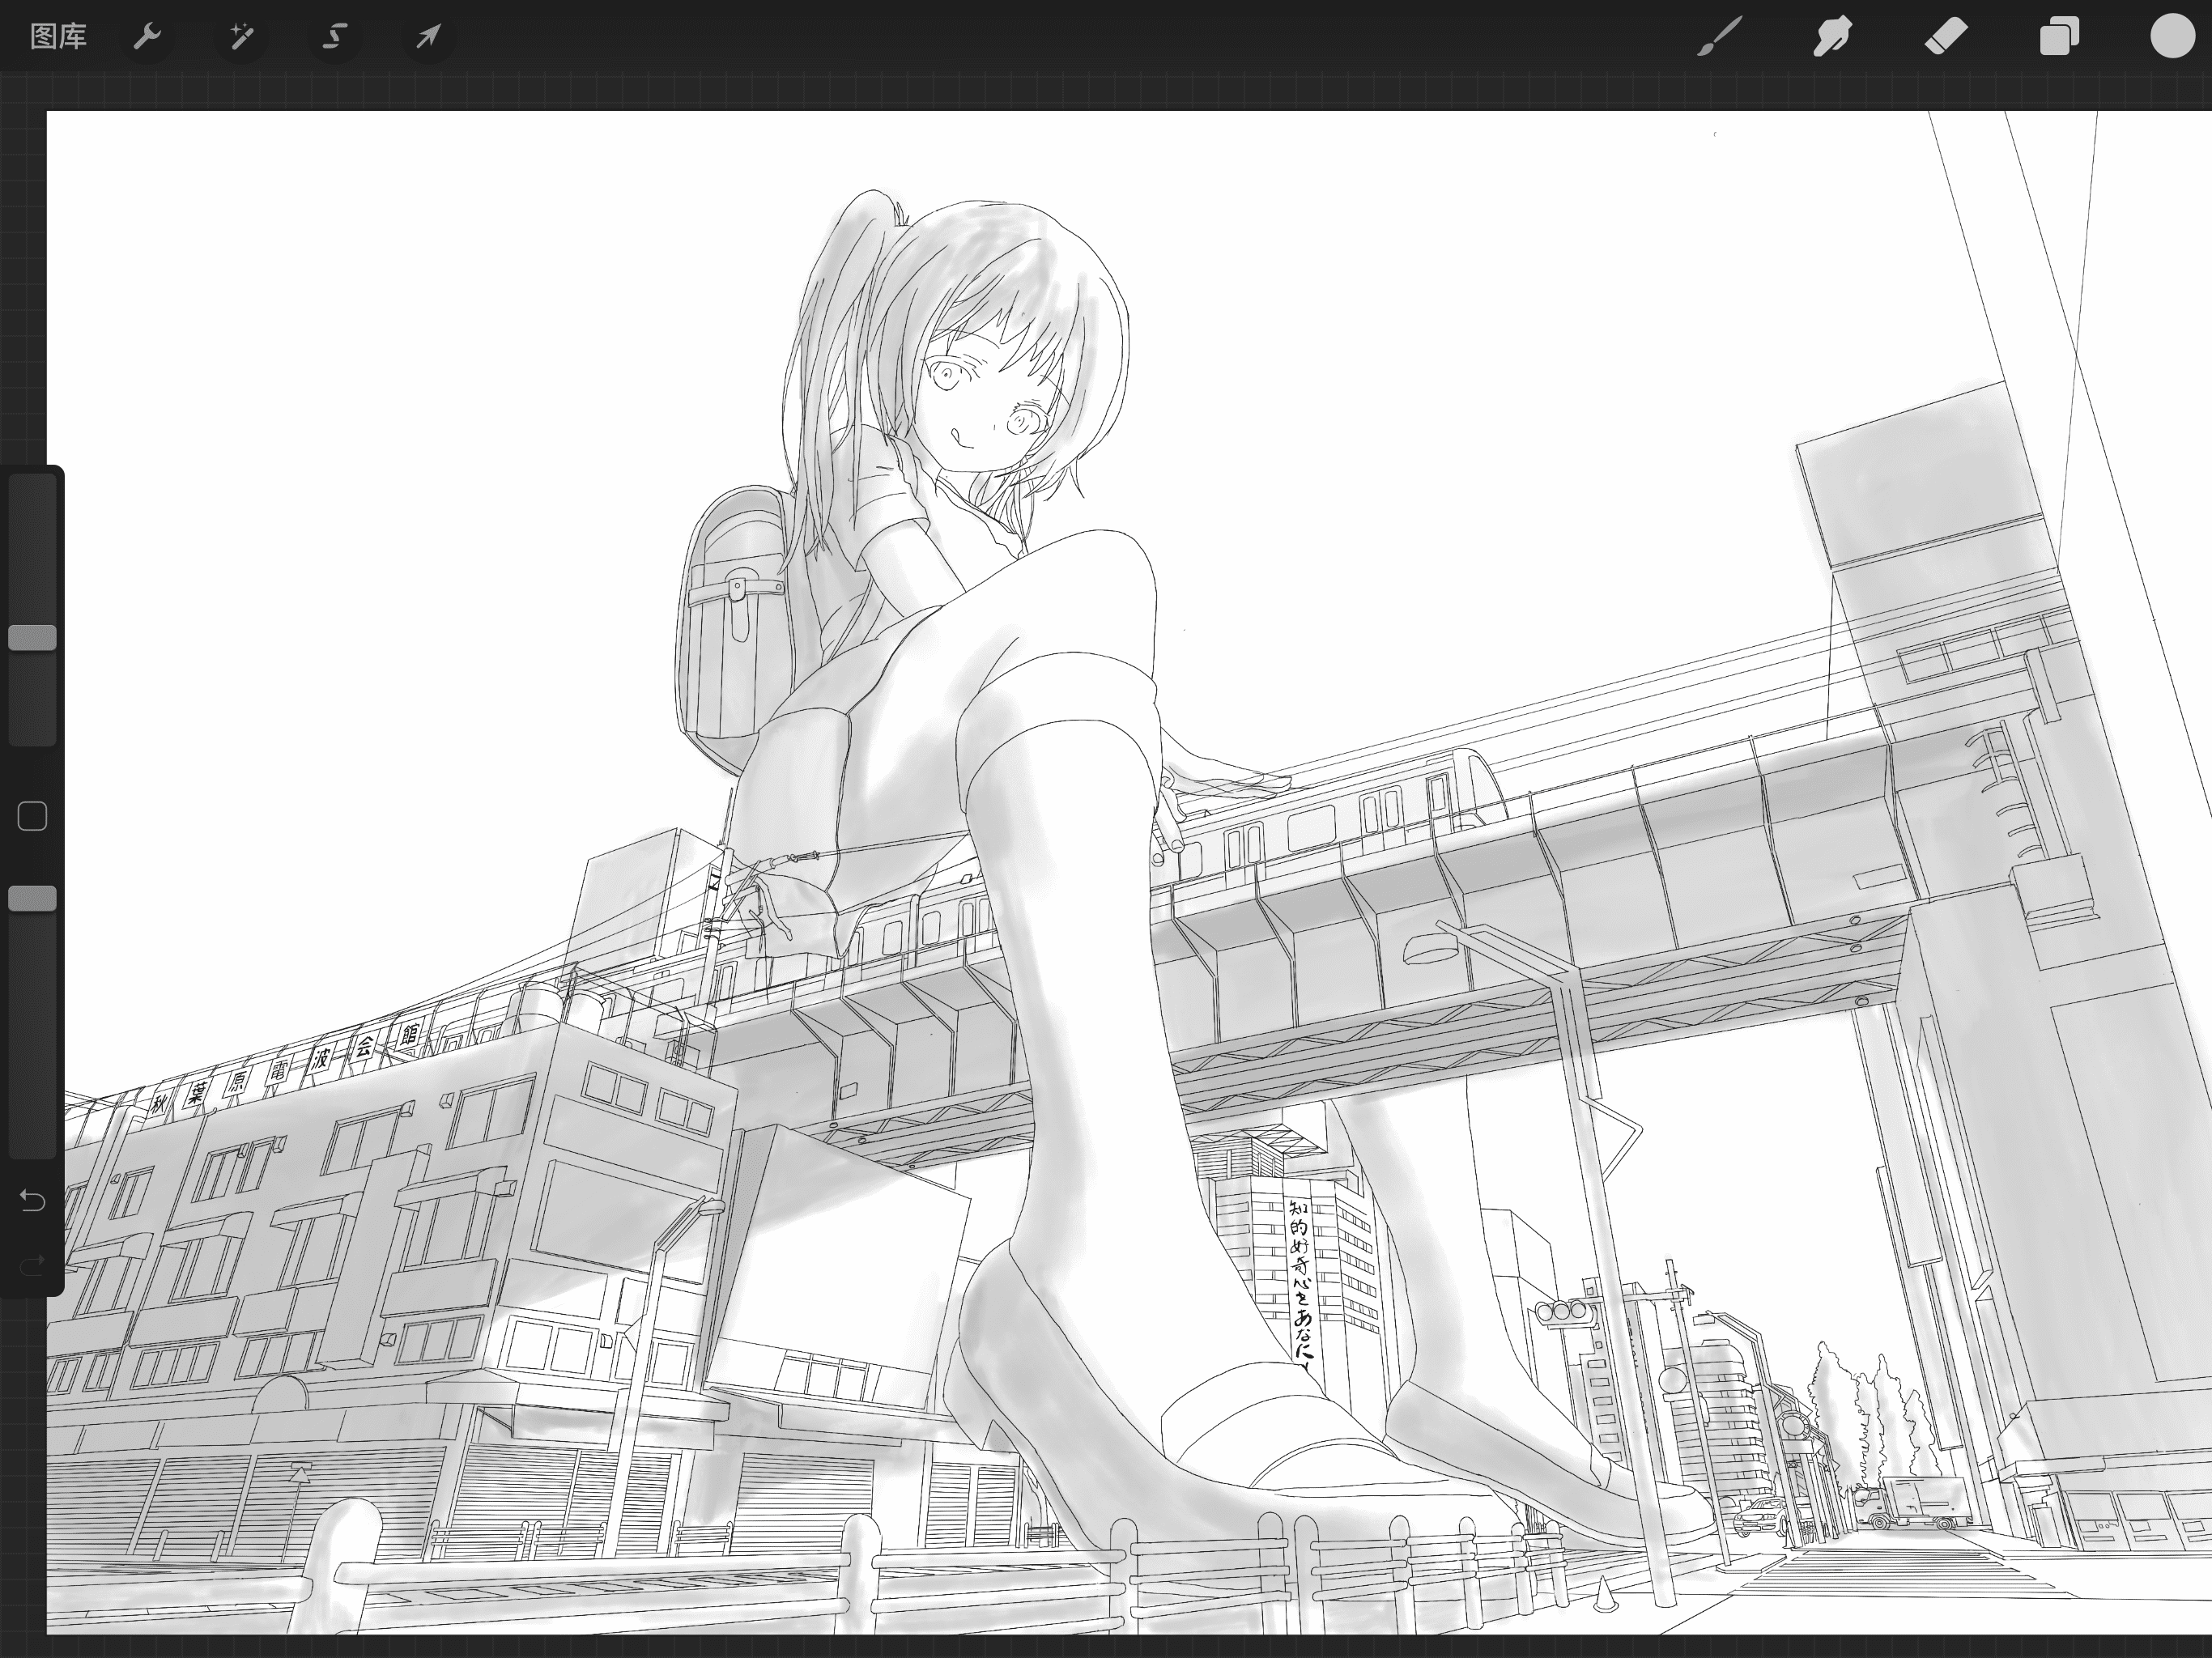 图库
秋葉原電波会館
知的好奇心をあなたに